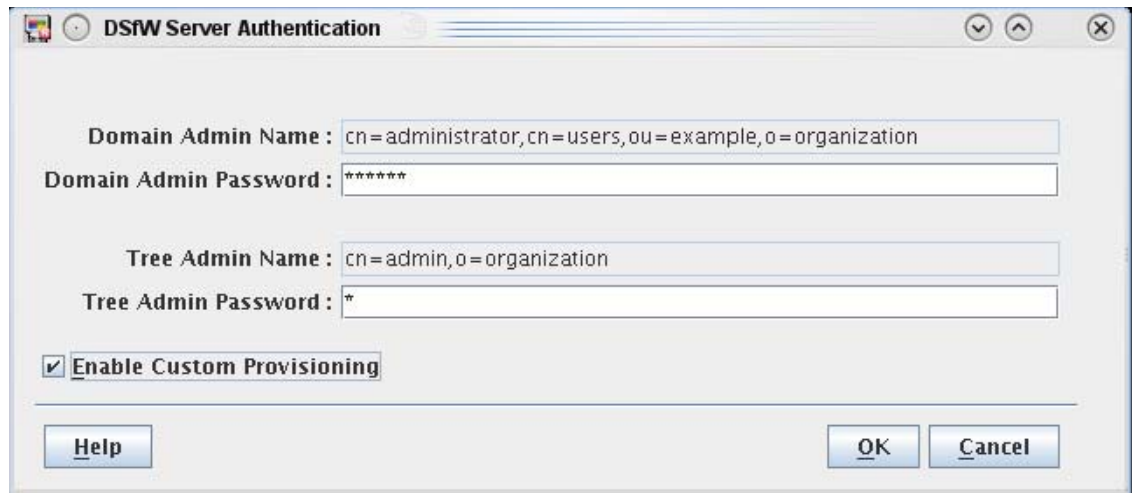 DSfW Server Authentication
Domain Admin Name : cn=administrator,cn=users,ou=example,o=organization
Domain Admin Password : ******
Tree Admin Name : cn=admin,o=organization
Tree Admin Password : *
Enable Custom Provisioning
Help OK Cancel